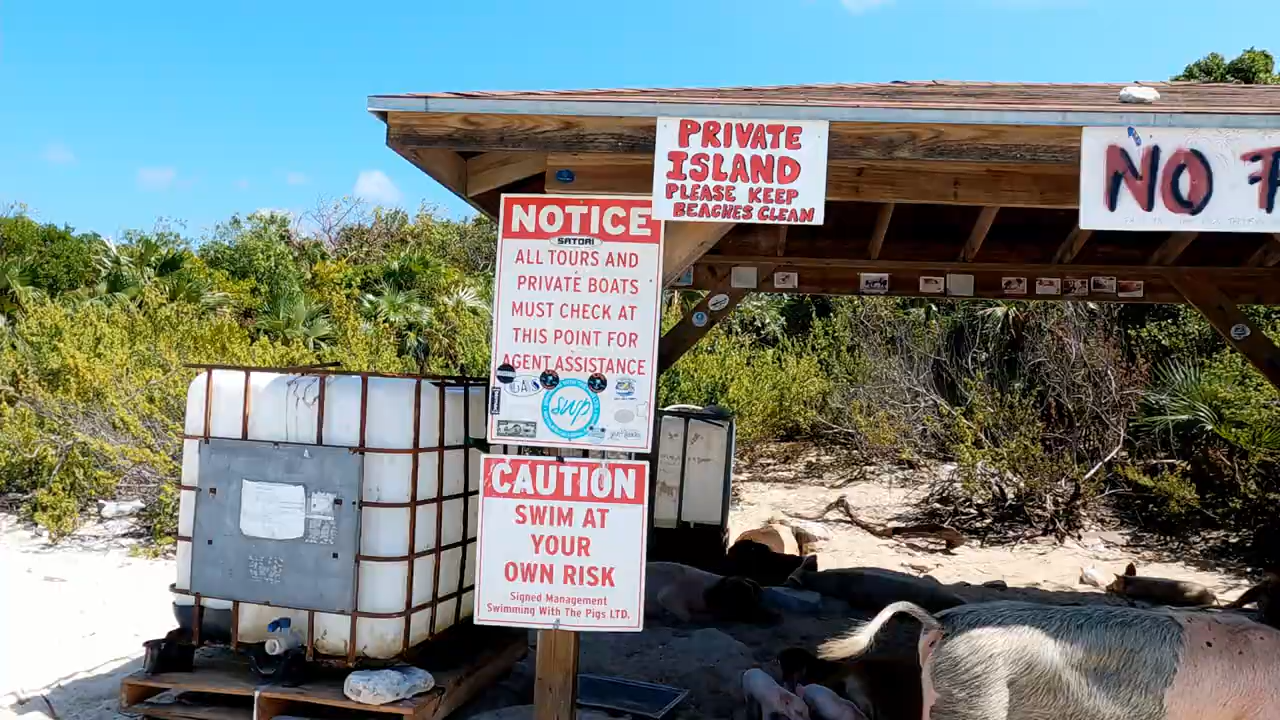 PRIVATE
ISLAND
PLEASE KEEP
BEACHES CLEAN
NO
NOTICE
SATORI
ALL TOURS AND
PRIVATE BOATS
MUST CHECK AT
THIS POINT FOR
AGENT ASSISTANCE
swp
CAUTION
SWIM AT
YOUR
OWN RISK
Signed Management
Swimming With The Pigs LTD.